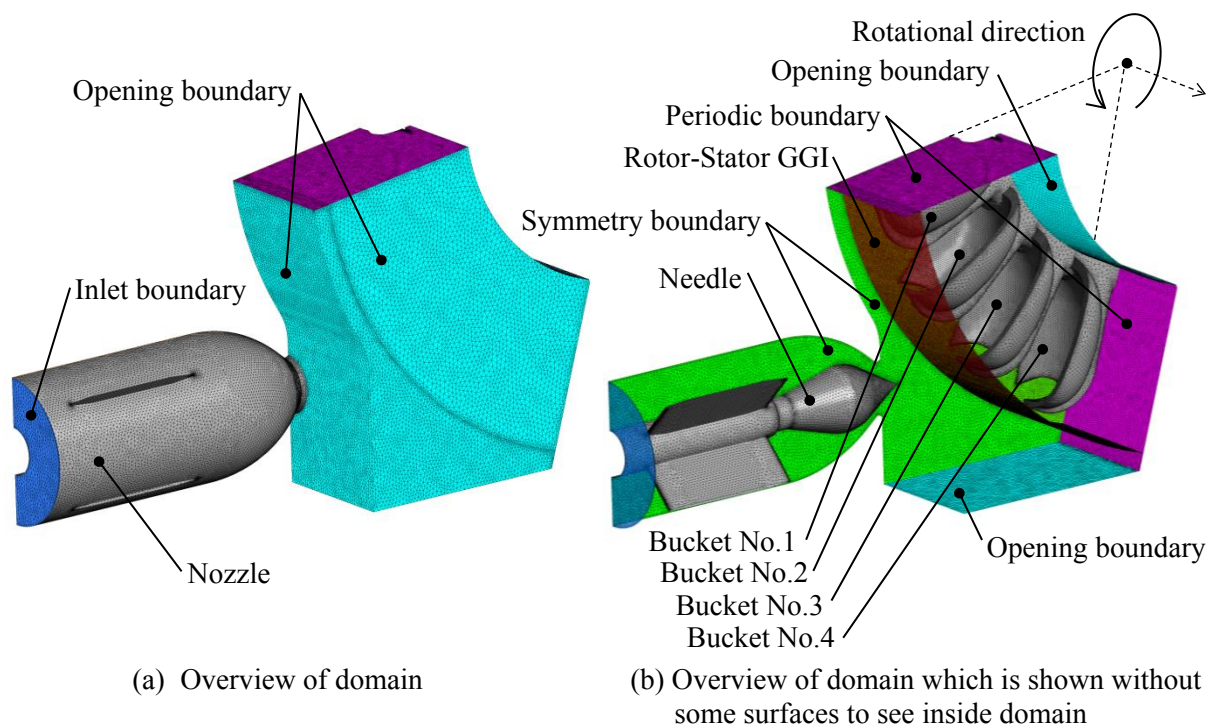 Opening boundary
Inlet boundary
Nozzle
(a) Overview of domain
Rotational direction
Opening boundary
Periodic boundary
Rotor-Stator GGI
Symmetry boundary
Needle
Bucket No.1
Bucket No.2
Bucket No.3
Bucket No.4
Opening boundary
(b) Overview of domain which is shown without
some surfaces to see inside domain